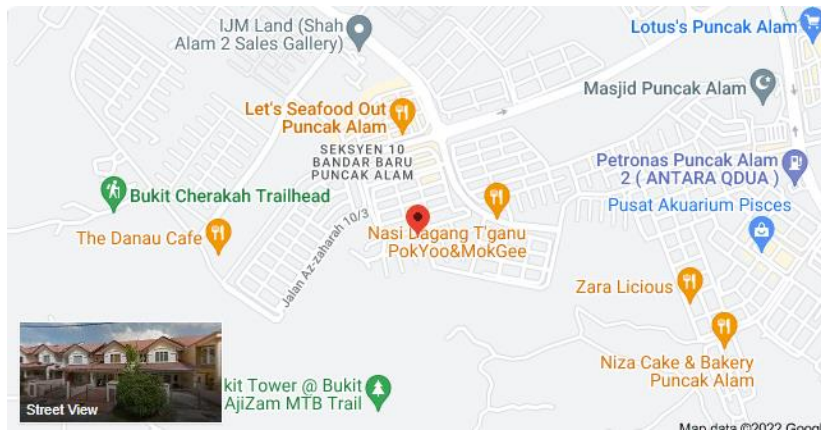 IJM Land (Shah
Alam 2 Sales Gallery)
Lotus's Puncak Alam
Masjid Puncak Alam
Let's Seafood Out
Puncak Alam
SEKSYEN 10
BANDAR BARU
PUNCAK ALAM
Petronas Puncak Alam
2 ( ANTARA QDUA )
Bukit Cherakah Trailhead
Pusat Akuarium Pisces
The Danau Cafe
Jalan Az-zaharah 10/3
Nasi Dagang T'ganu
PokYoo&MokGee
Zara Licious
Niza Cake & Bakery
Puncak Alam
kit Tower @ Bukit
AjiZam MTB Trail
Street View
Map data ©2022 Googl